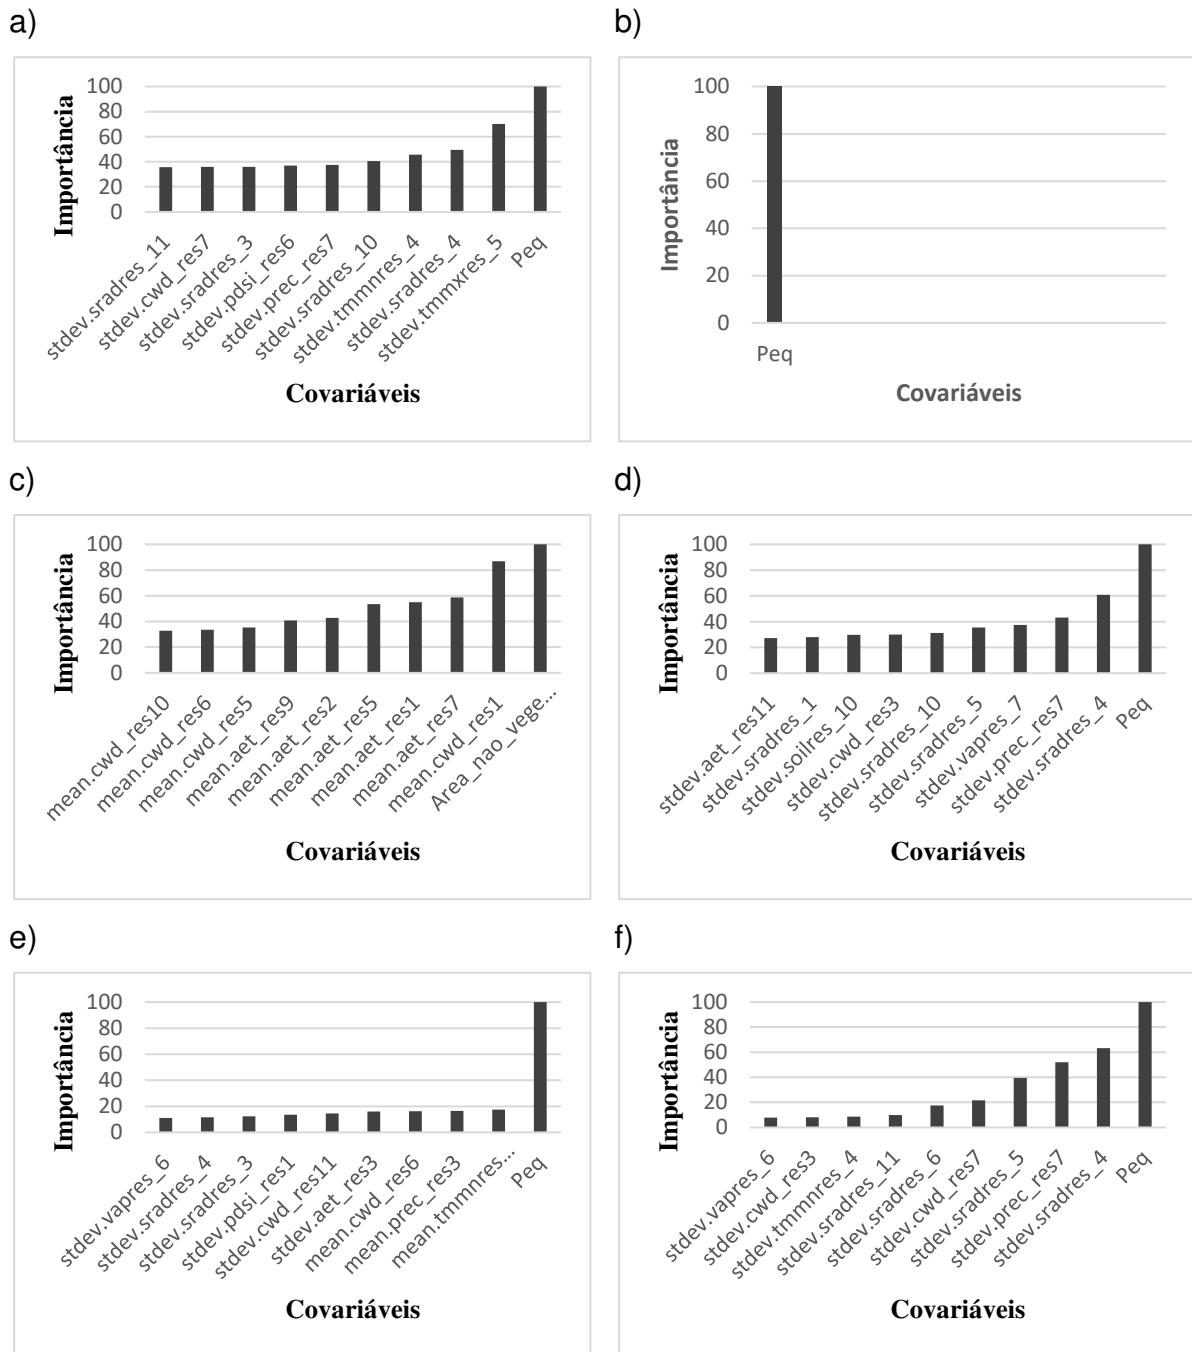 a)
Importância
100
80
60
40
20
0
stdev.sradres_11
stdev.cwd_res7
stdev.sradres_3
stdev.pdsi_res6
stdev.prec_res7
stdev.sradres_10
stdev.tmmnres_4
stdev.sradres_4
stdev.tmmxres_5
Peq
Covariáveis
b)
Importância
100
80
60
40
20
0
Peq
Covariáveis
c)
Importância
100
80
60
40
20
0
mean.cwd_res10
mean.cwd_res6
mean.cwd_res5
mean.aet_res9
mean.aet_res2
mean.aet_res5
mean.aet_res1
mean.aet_res7
mean.cwd_res1
Area_nao_vege...
Covariáveis
d)
Importância
100
80
60
40
20
0
stdev.aet_res11
stdev.sradres_1
stdev.soilres_10
stdev.cwd_res3
stdev.sradres_10
stdev.sradres_5
stdev.vapres_7
stdev.prec_res7
stdev.sradres_4
Peq
Covariáveis
e)
Importância
100
80
60
40
20
0
stdev.vapres_6
stdev.sradres_4
stdev.sradres_3
stdev.pdsi_res1
stdev.cwd_res11
stdev.aet_res3
mean.cwd_res6
mean.prec_res3
mean.tmmnres...
Peq
Covariáveis
f)
Importância
100
80
60
40
20
0
stdev.vapres_6
stdev.cwd_res3
stdev.tmmnres_4
stdev.sradres_11
stdev.sradres_6
stdev.cwd_res7
stdev.sradres_5
stdev.prec_res7
stdev.sradres_4
Peq
Covariáveis